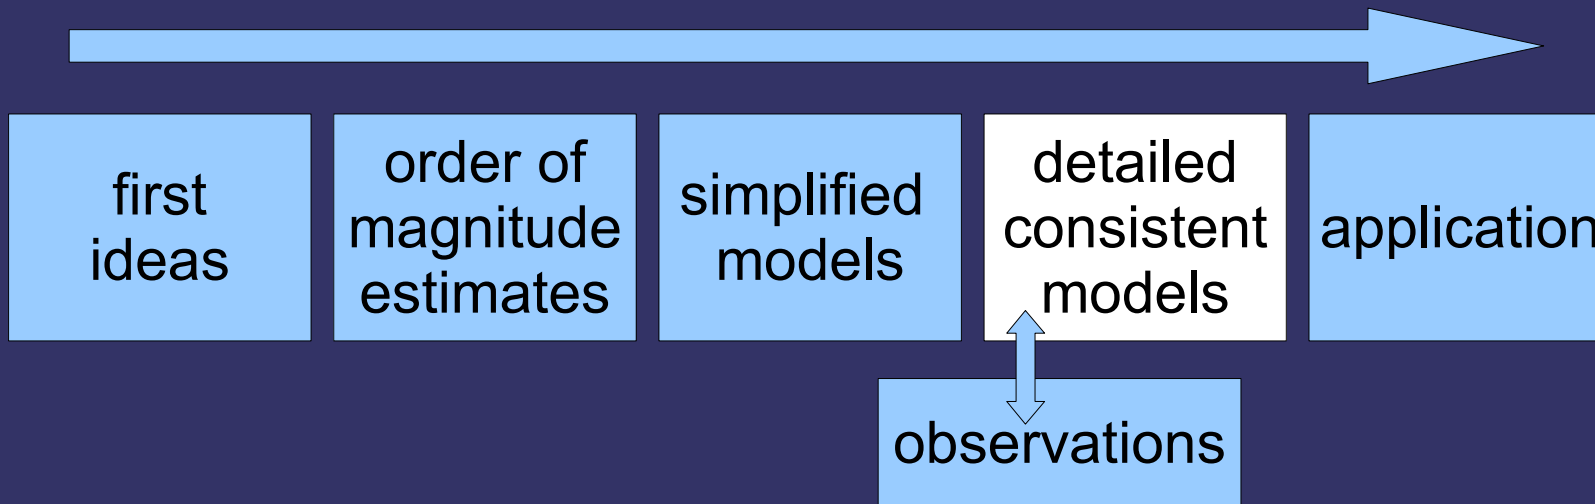 first
ideas
order of
magnitude
estimates
simplified
models
detailed
consistent
models
application
observations